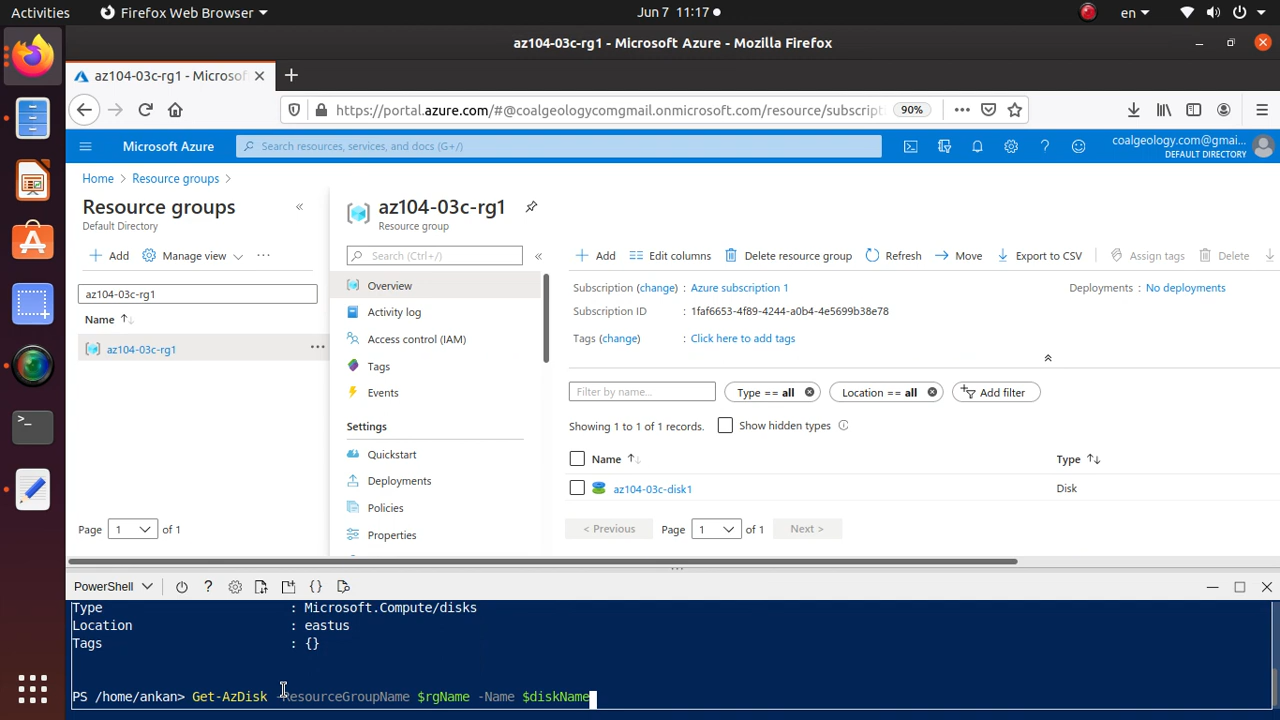 Activities
Firefox Web Browser
Jun 7 11:17
en
az104-03c-rg1 - Microsoft Azure - Mozilla Firefox
az104-03c-rg1 - Microsof
https://portal.azure.com/#@coalgeologycomgmail.onmicrosoft.com/resource/subscript
90%
Microsoft Azure
Search resources, services, and docs (G+/)
coalgeology.com@gmai...
DEFAULT DIRECTORY
Home > Resource groups >
Resource groups
Default Directory
Add
Manage view
az104-03c-rg1
Name
az104-03c-rg1
Page 1 of 1
az104-03c-rg1
Resource group
Search (Ctrl+/)
Overview
Activity log
Access control (IAM)
Tags
Events
Settings
Quickstart
Deployments
Policies
Properties
Add
Edit columns
Delete resource group
Refresh
Move
Export to CSV
Assign tags
Delete
Subscription (change) : Azure subscription 1
Deployments : No deployments
Subscription ID : 1faf6653-4f89-4244-a0b4-4e5699b38e78
Tags (change) : Click here to add tags
Filter by name...
Type == all
Location == all
Add filter
Showing 1 to 1 of 1 records.
Show hidden types
Name
Type
az104-03c-disk1
Disk
< Previous
Page 1 of 1
Next >
PowerShell
Type : Microsoft.Compute/disks
Location : eastus
Tags : {}
PS /home/ankan> Get-AzDisk -ResourceGroupName $rgName -Name $diskName